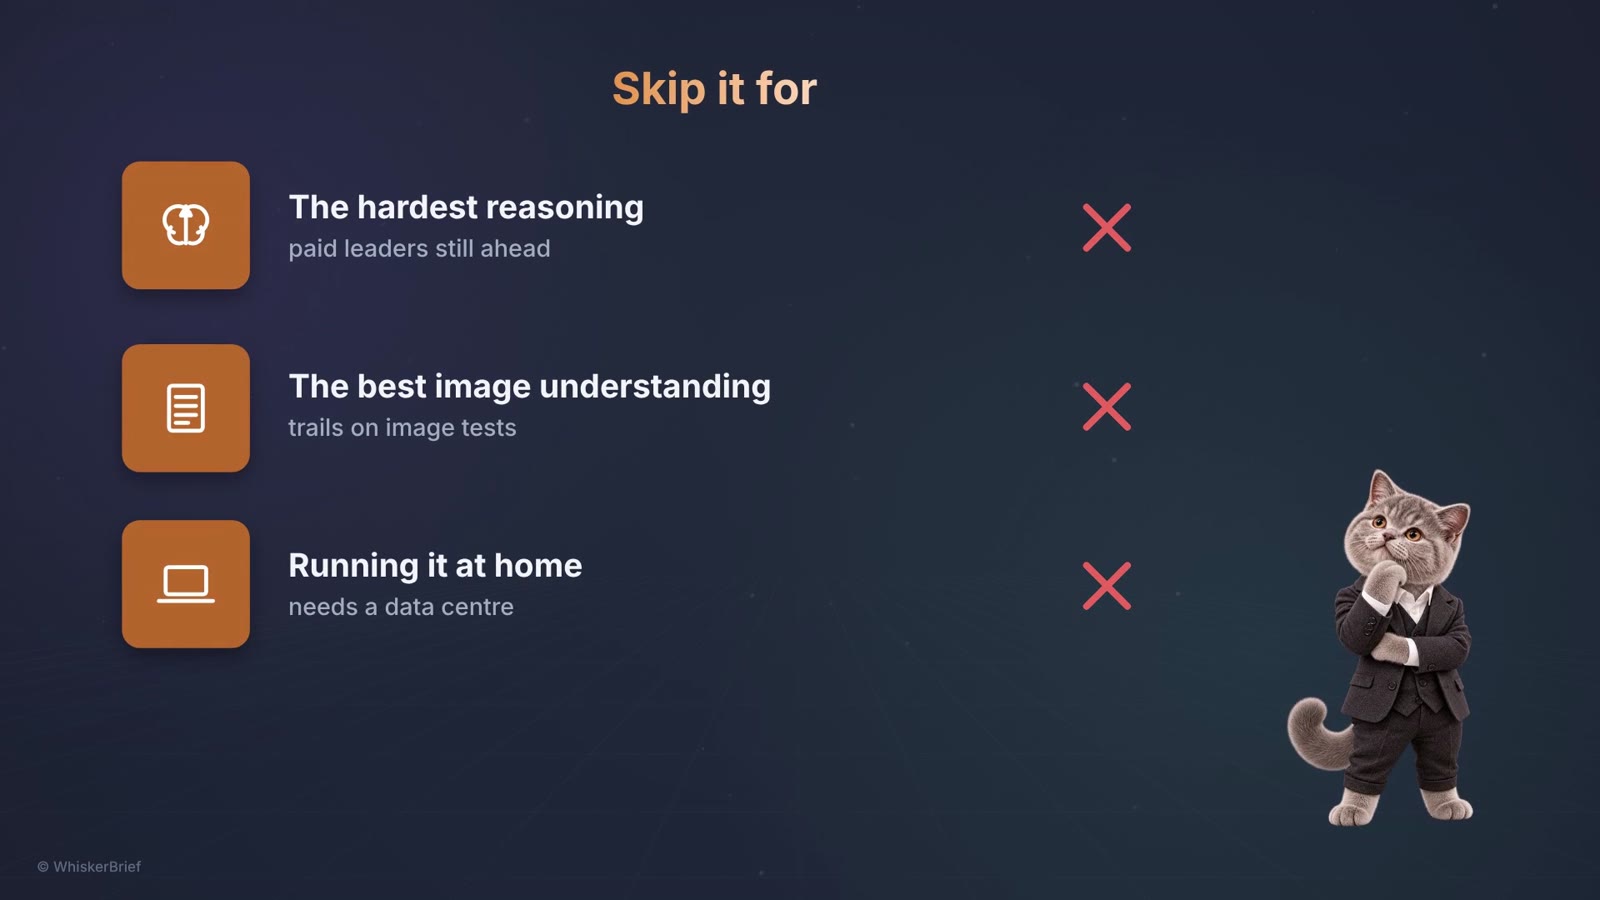 Skip it for
The hardest reasoning
paid leaders still ahead
The best image understanding
trails on image tests
Running it at home
needs a data centre
© WhiskerBrief